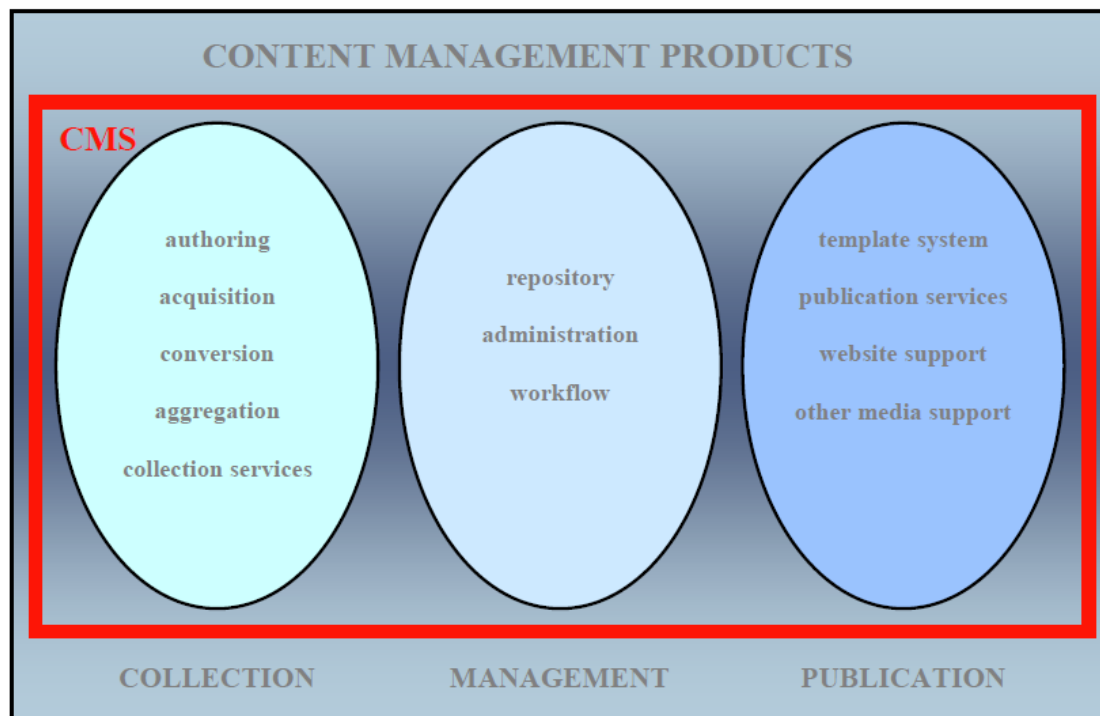 CONTENT MANAGEMENT PRODUCTS
CMS
authoring
acquisition
conversion
aggregation
collection services
repository
administration
workflow
template system
publication services
website support
other media support
COLLECTION
MANAGEMENT
PUBLICATION